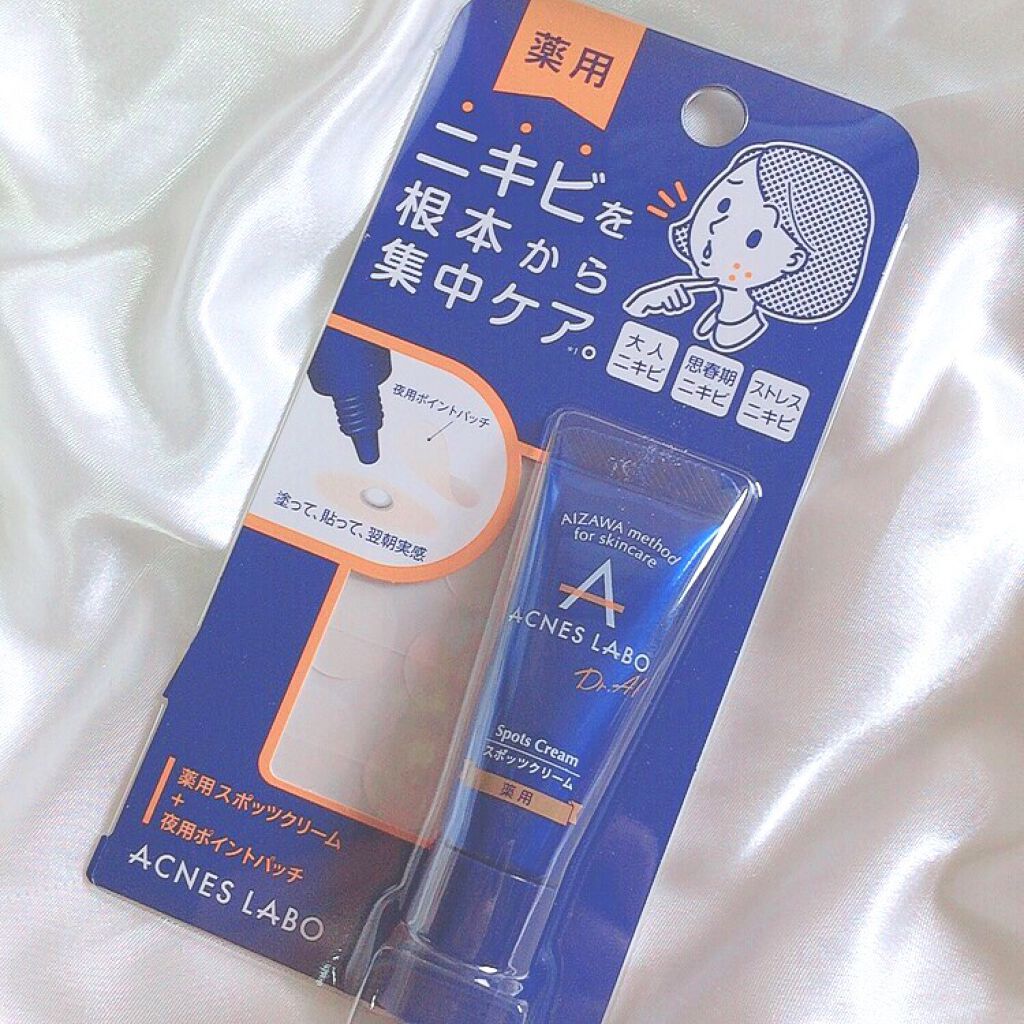 薬用
ニキビを
根本から
集中ケア。
※1
大人
ニキビ
思春期
ニキビ
ストレス
ニキビ
夜用ポイントパッチ
塗って、貼って、翌朝実感
AIZAWA method
for skincare
A
ACNES LABO
Dr.AI
Spots Cream
スポッツクリーム
薬用
薬用スポッツクリーム
+
夜用ポイントパッチ
ACNES LABO